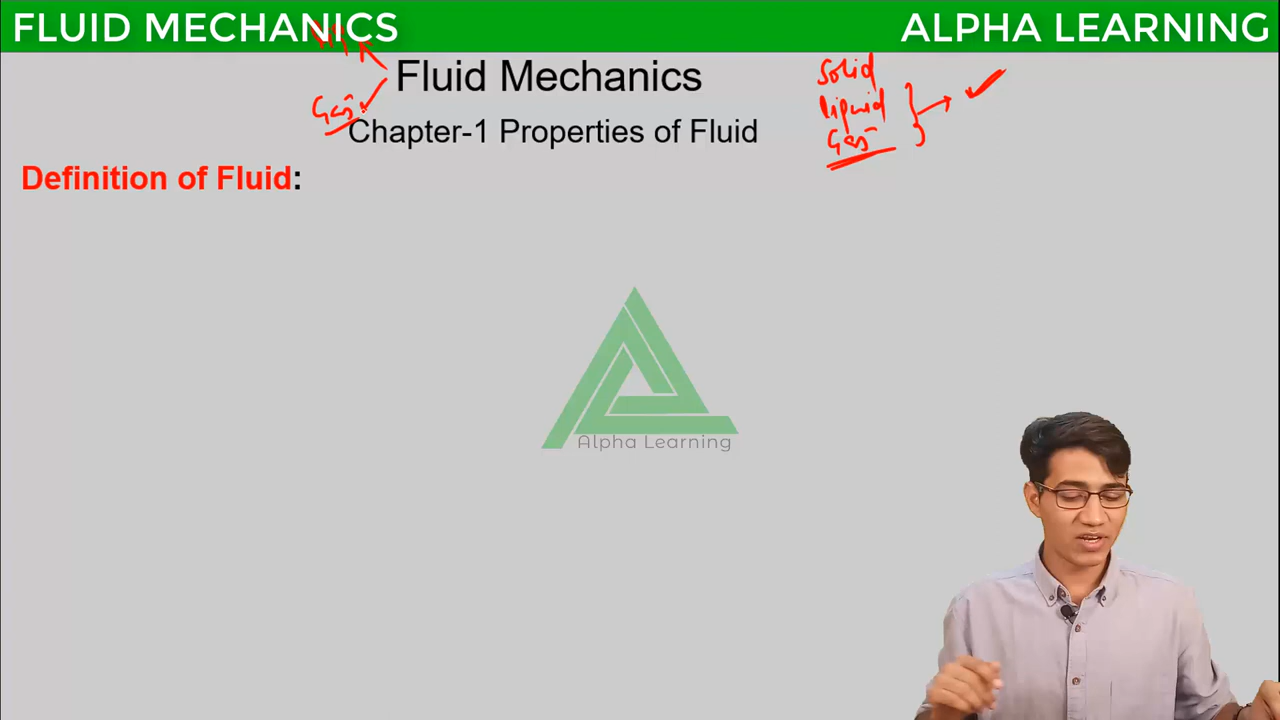 FLUID MECHANICS
ALPHA LEARNING
Fluid Mechanics
Solid
liquid
Gas
Gas
Chapter-1 Properties of Fluid
Definition of Fluid:
Alpha Learning